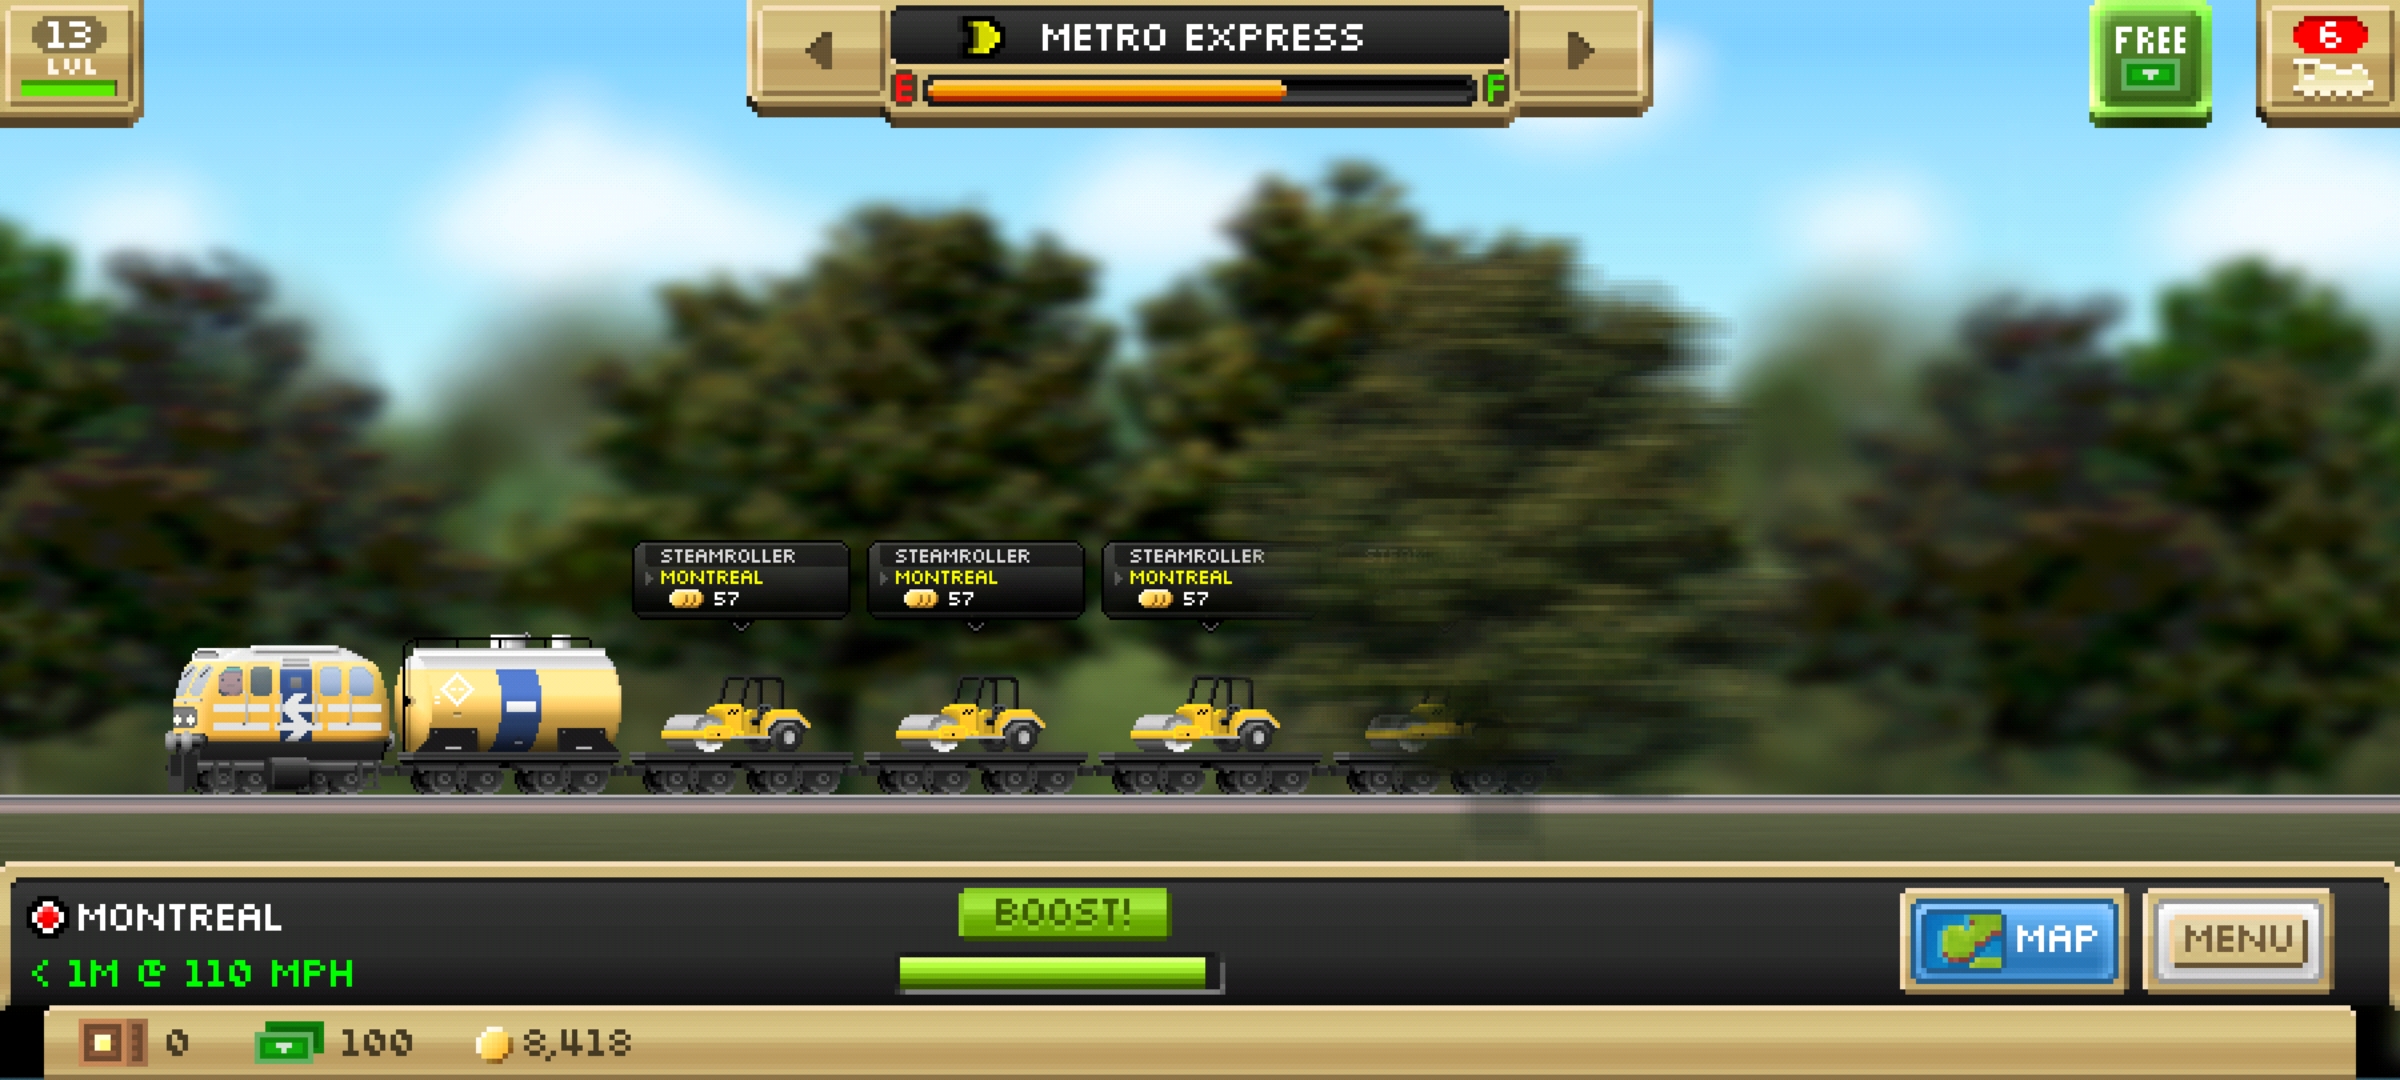 13
LVL
METRO EXPRESS
E
F
FREE
6
STEAMROLLER
MONTREAL
57
STEAMROLLER
MONTREAL
57
STEAMROLLER
MONTREAL
57
MONTREAL
< 1M @ 110 MPH
BOOST!
MAP
MENU
0
100
8,418